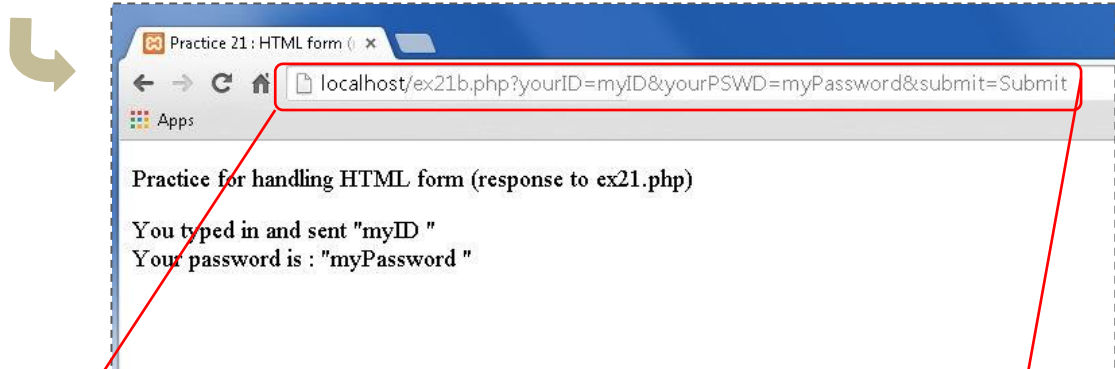 Practice 21 : HTML form (
localhost/ex21b.php?yourID=myID&yourPSWD=myPassword&submit=Submit
Apps
Practice for handling HTML form (response to ex21.php)
You typed in and sent "myID "
Your password is : "myPassword "